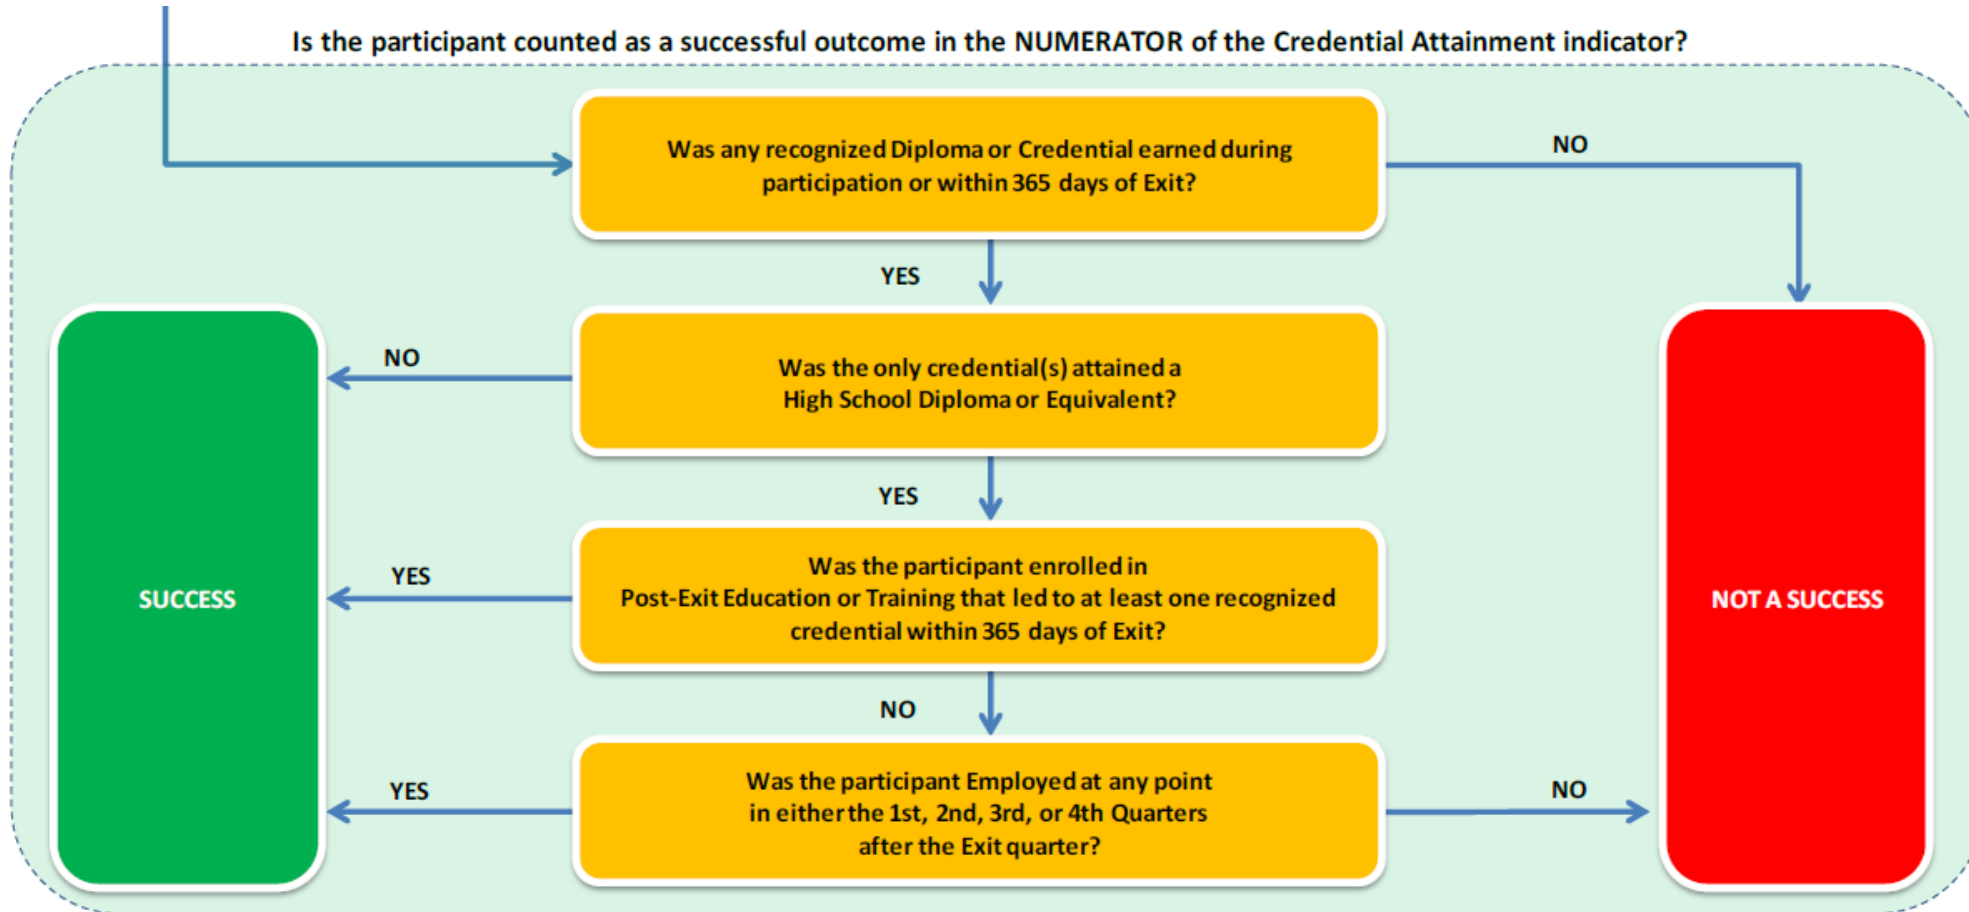 Is the participant counted as a successful outcome in the NUMERATOR of the Credential Attainment indicator?
Was any recognized Diploma or Credential earned during
participation or within 365 days of Exit?
NO
YES
Was the only credential(s) attained a
High School Diploma or Equivalent?
NO
YES
Was the participant enrolled in
Post-Exit Education or Training that led to at least one recognized
credential within 365 days of Exit?
YES
SUCCESS
NOT A SUCCESS
NO
Was the participant Employed at any point
in either the 1st, 2nd, 3rd, or 4th Quarters
after the Exit quarter?
YES
NO